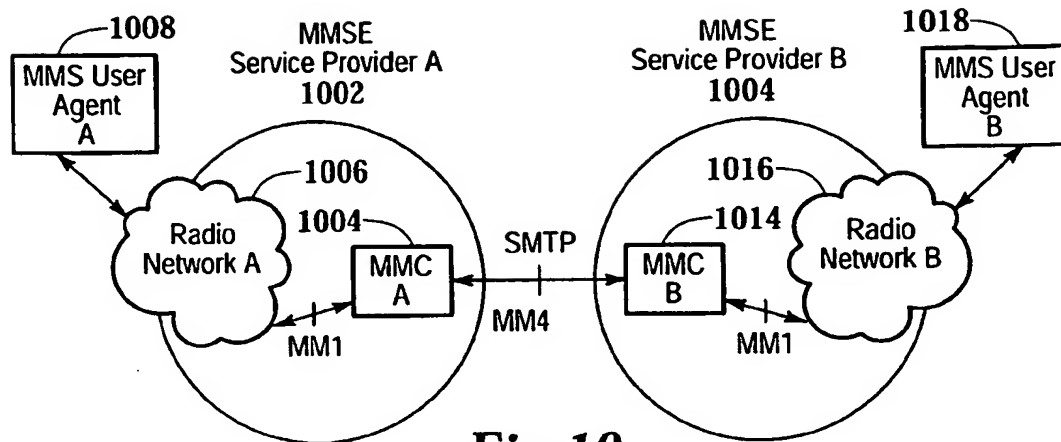 1008
MMS User
Agent
A
MMSE
Service Provider A
1002
MMSE
Service Provider B
1004
1018
MMS User
Agent
B
1006
Radio
Network A
1004
MMC
A
MM1
SMTP
MM4
1014
MMC
B
MM1
1016
Radio
Network B
Fig. 10